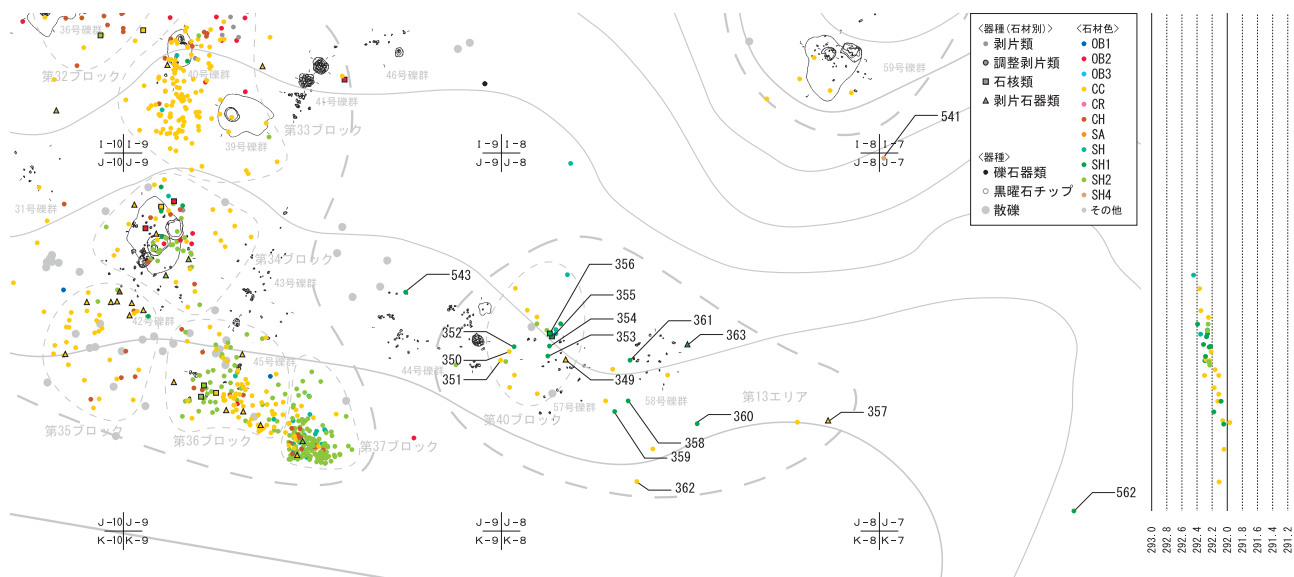 36号礫群
第32ブロック
40号礫群
41号礫群
46号礫群
39号礫群
第33ブロック
59号礫群
541
I-10 I-9
J-10 J-9
I-9 I-8
J-9 J-8
I-8 I-7
J-8 J-7
31号礫群
第34ブロック
43号礫群
42号礫群
45号礫群
第35ブロック
第36ブロック
第37ブロック
543
356
355
354
353
352
350
351
44号礫群
349
361
363
57号礫群
第40ブロック
58号礫群
第13エリア
357
360
358
359
362
562
J-10 J-9
K-10 K-9
J-9 J-8
K-9 K-8
J-8 J-7
K-8 K-7
<器種(石材別)>
剥片類
調整剥片類
石核類
剥片石器類
<器種>
礫石器類
黒曜石チップ
散礫
<石材色>
OB1
OB2
OB3
CC
CR
CH
SA
SH
SH1
SH2
SH4
その他
293.0
292.8
292.6
292.4
292.2
292.0
291.8
291.6
291.4
291.2